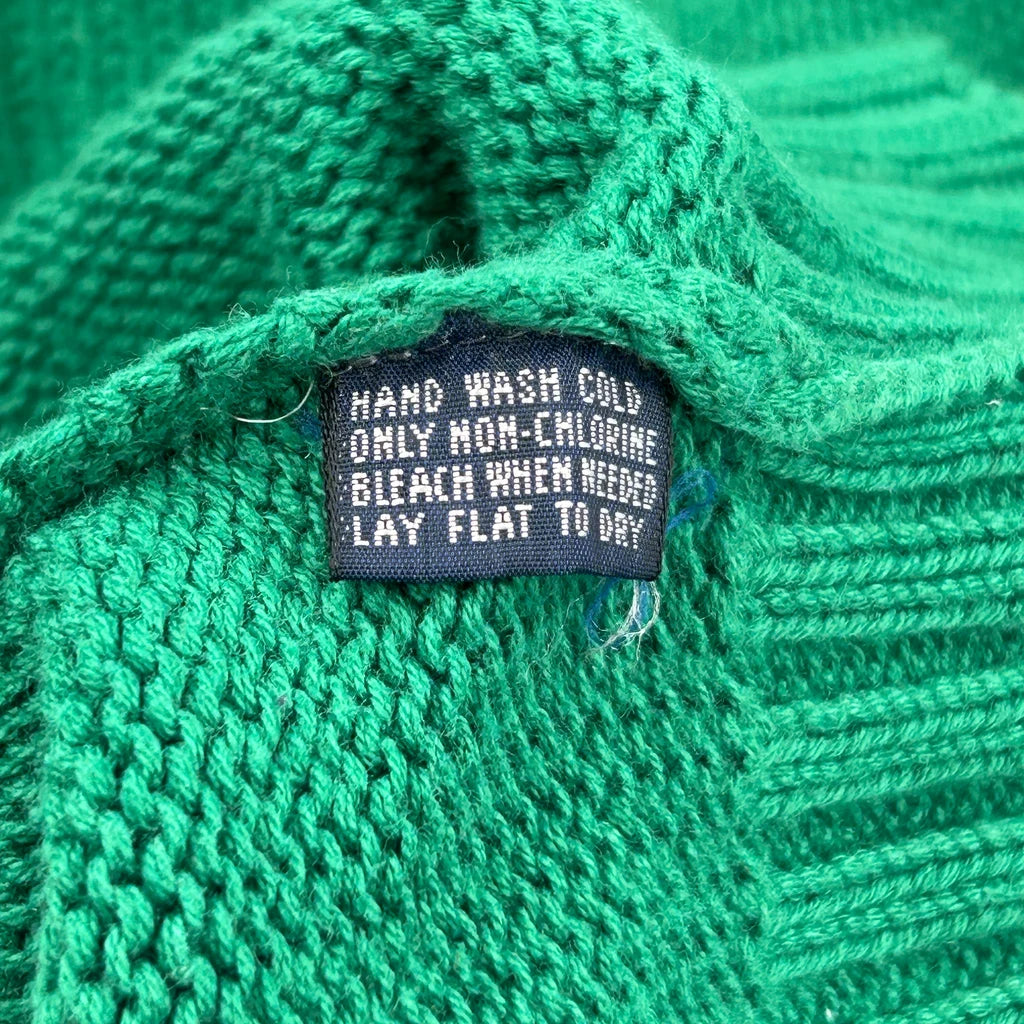 HAND WASH COLD
ONLY NON-CHLORINE
BLEACH WHEN NEEDED
LAY FLAT TO DRY